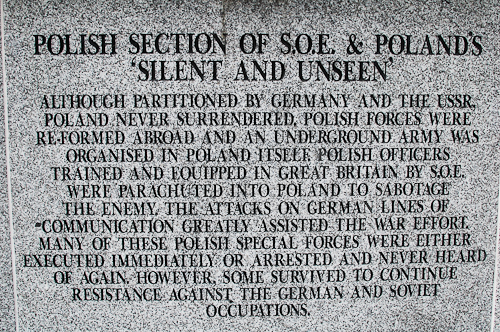 POLISH SECTION OF S.O.E. & POLAND'S
'SILENT AND UNSEEN'
ALTHOUGH PARTITIONED BY GERMANY AND THE USSR,
POLAND NEVER SURRENDERED, POLISH FORCES WERE
RE-FORMED ABROAD AND AN UNDERGROUND ARMY WAS
ORGANISED IN POLAND ITSELF. POLISH OFFICERS
TRAINED AND EQUIPPED IN GREAT BRITAIN BY S.O.E.
WERE PARACHUTED INTO POLAND TO SABOTAGE
THE ENEMY. THE ATTACKS ON GERMAN LINES OF
COMMUNICATION GREATLY ASSISTED THE WAR EFFORT.
MANY OF THESE POLISH SPECIAL FORCES WERE EITHER
EXECUTED IMMEDIATELY OR ARRESTED AND NEVER HEARD
OF AGAIN. HOWEVER, SOME SURVIVED TO CONTINUE
RESISTANCE AGAINST THE GERMAN AND SOVIET
OCCUPATIONS.